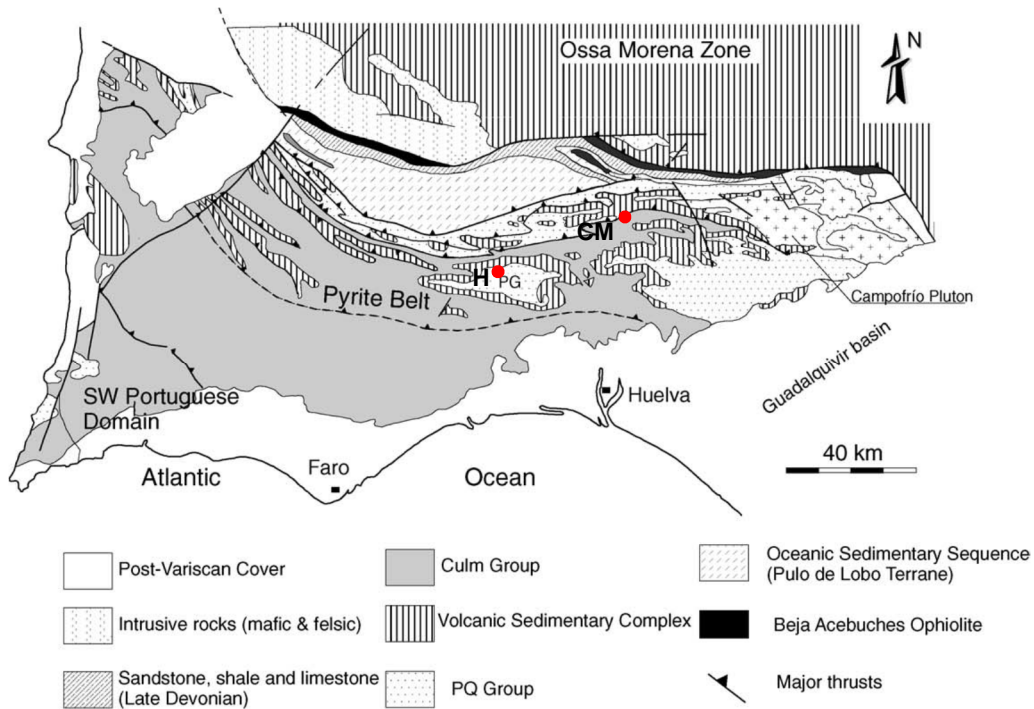 Ossa Morena Zone
N
CM
H
PG
Pyrite Belt
Campofrío Pluton
Guadalquivir basin
SW Portuguese
Domain
Huelva
40 km
Atlantic
Faro
Ocean
Post-Variscan Cover
Culm Group
Oceanic Sedimentary Sequence
(Pulo de Lobo Terrane)
Intrusive rocks (mafic & felsic)
Volcanic Sedimentary Complex
Beja Acebuches Ophiolite
Sandstone, shale and limestone
(Late Devonian)
PQ Group
Major thrusts